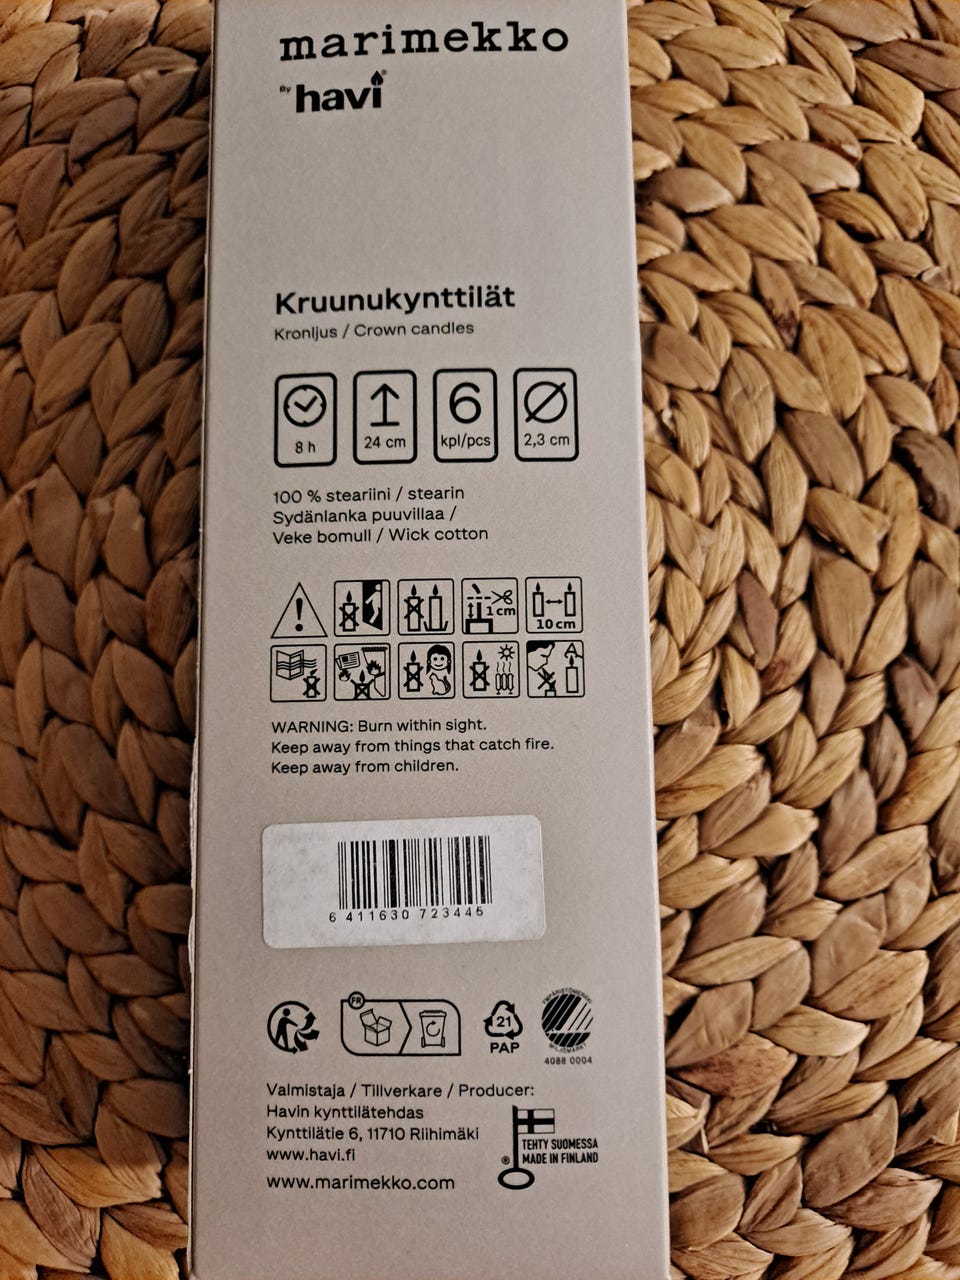 marimekko
By havi®
Kruunukynttilät
Kronljus / Crown candles
8 h
24 cm
6 kpl/pcs
2,3 cm
100 % steariini / stearin
Sydänlanka puuvillaa /
Veke bomull / Wick cotton
1 cm
10 cm
WARNING: Burn within sight.
Keep away from things that catch fire.
Keep away from children.
6 411630 723445
FR
21
PAP
YMPÄRISTÖMERKKI
MILJÖMÄRKT
4088 0004
Valmistaja / Tillverkare / Producer:
Havin kynttilätehdas
Kynttilätie 6, 11710 Riihimäki
www.havi.fi
www.marimekko.com
®
TEHTY SUOMESSA
MADE IN FINLAND